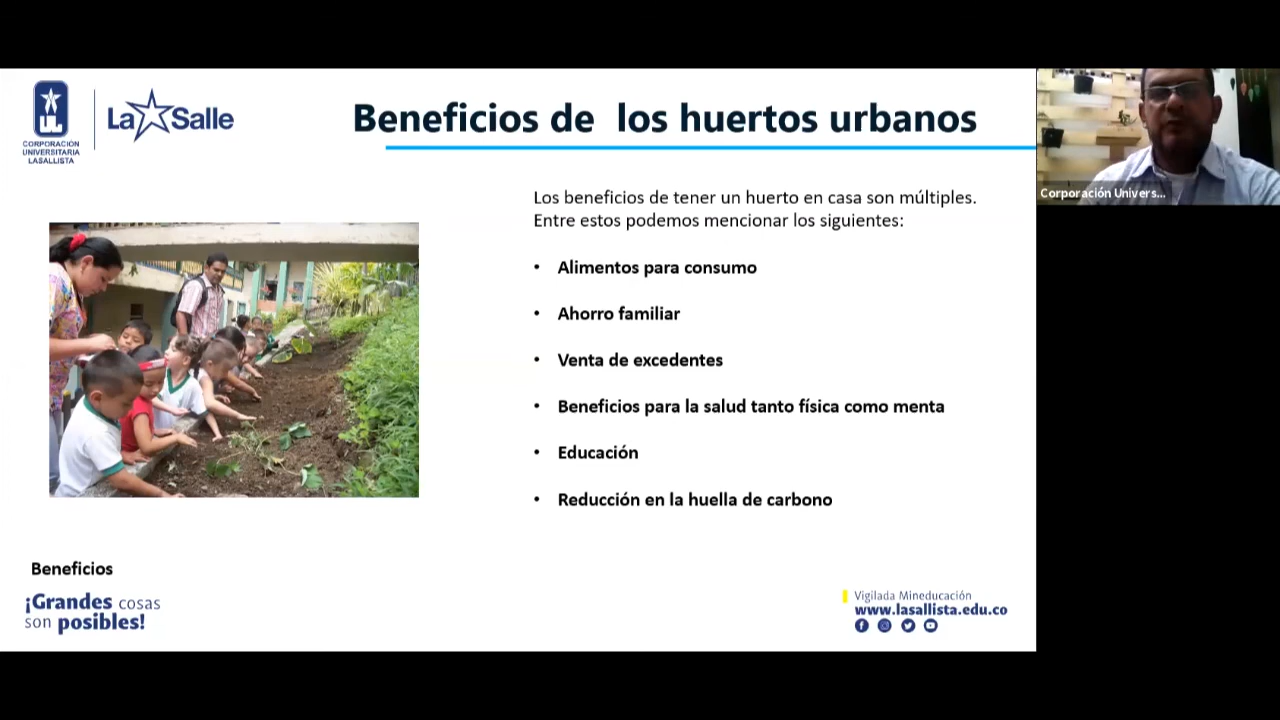 CORPORACIÓN
UNIVERSITARIA
LASALLISTA
La Salle
Beneficios de los huertos urbanos
Corporación Univers...
Los beneficios de tener un huerto en casa son múltiples.
Entre estos podemos mencionar los siguientes:
• Alimentos para consumo
• Ahorro familiar
• Venta de excedentes
• Beneficios para la salud tanto física como menta
• Educación
• Reducción en la huella de carbono
Beneficios
¡Grandes cosas
son posibles!
Vigilada Mineducación
www.lasallista.edu.co